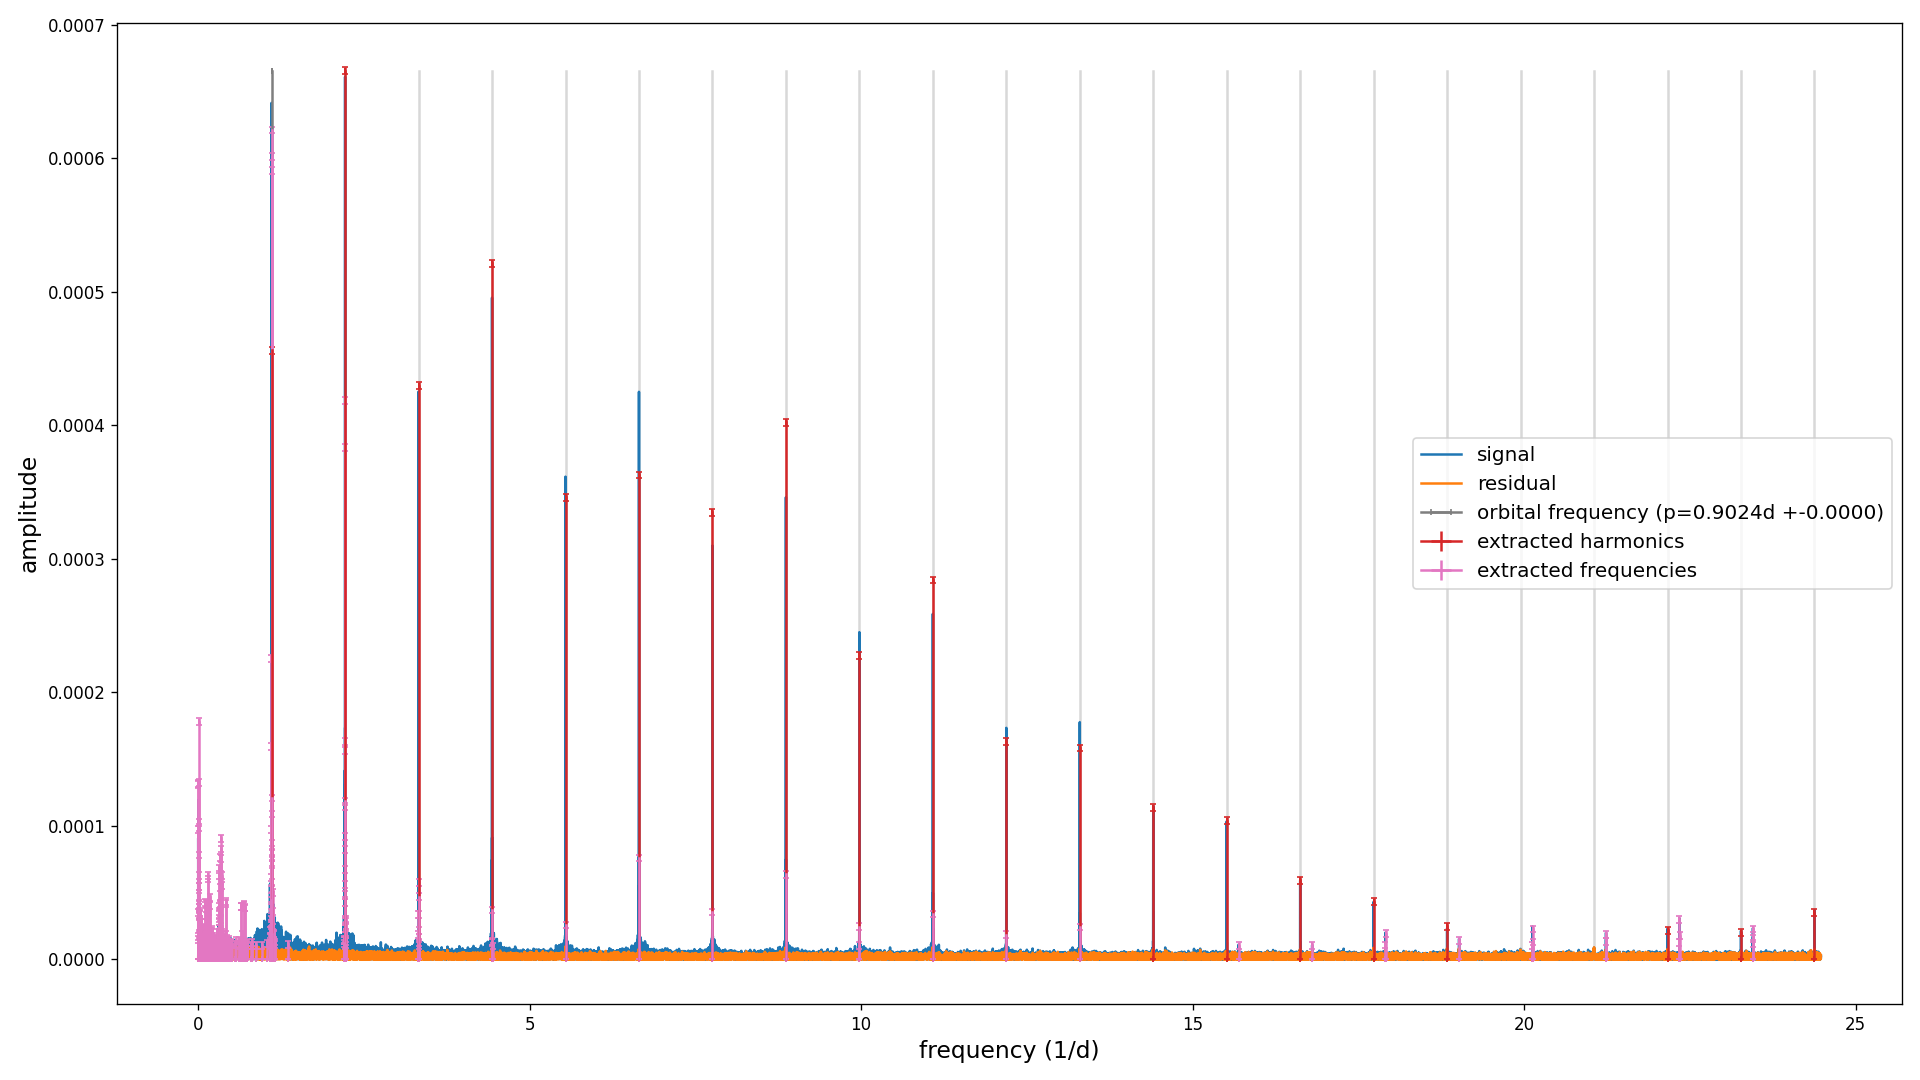 0.0007
0.0006
0.0005
0.0004
0.0003
0.0002
0.0001
0.0000
amplitude
signal
residual
orbital frequency (p=0.9024d +-0.0000)
extracted harmonics
extracted frequencies
0 5 10 15 20 25
frequency (1/d)